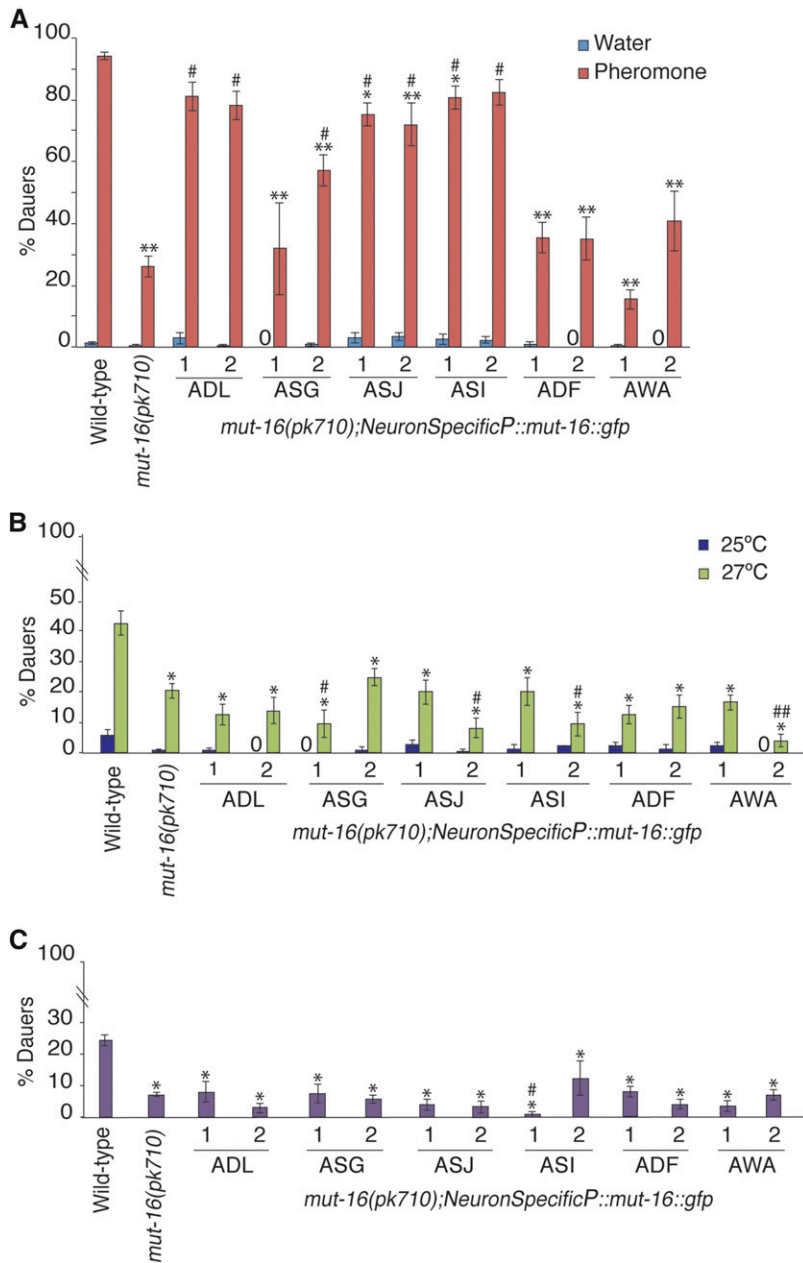 A
Water
Pheromone
% Dauers
100
80
60
40
20
0
** # # ** # ** # * # ** # * # ** ** ** **
0 0 0
1 2 1 2 1 2 1 2 1 2 1 2
Wild-type
mut-16(pk710)
ADL ASG ASJ ASI ADF AWA
mut-16(pk710);NeuronSpecificP::mut-16::gfp
B
25ºC
27ºC
% Dauers
100
50
40
30
20
10
0
* * * # * * * # * * # * * * * ## *
0 0 0
1 2 1 2 1 2 1 2 1 2 1 2
Wild-type
mut-16(pk710)
ADL ASG ASJ ASI ADF AWA
mut-16(pk710);NeuronSpecificP::mut-16::gfp
C
% Dauers
100
30
20
10
0
* * * * * * * # * * * * * *
1 2 1 2 1 2 1 2 1 2 1 2
Wild-type
mut-16(pk710)
ADL ASG ASJ ASI ADF AWA
mut-16(pk710);NeuronSpecificP::mut-16::gfp